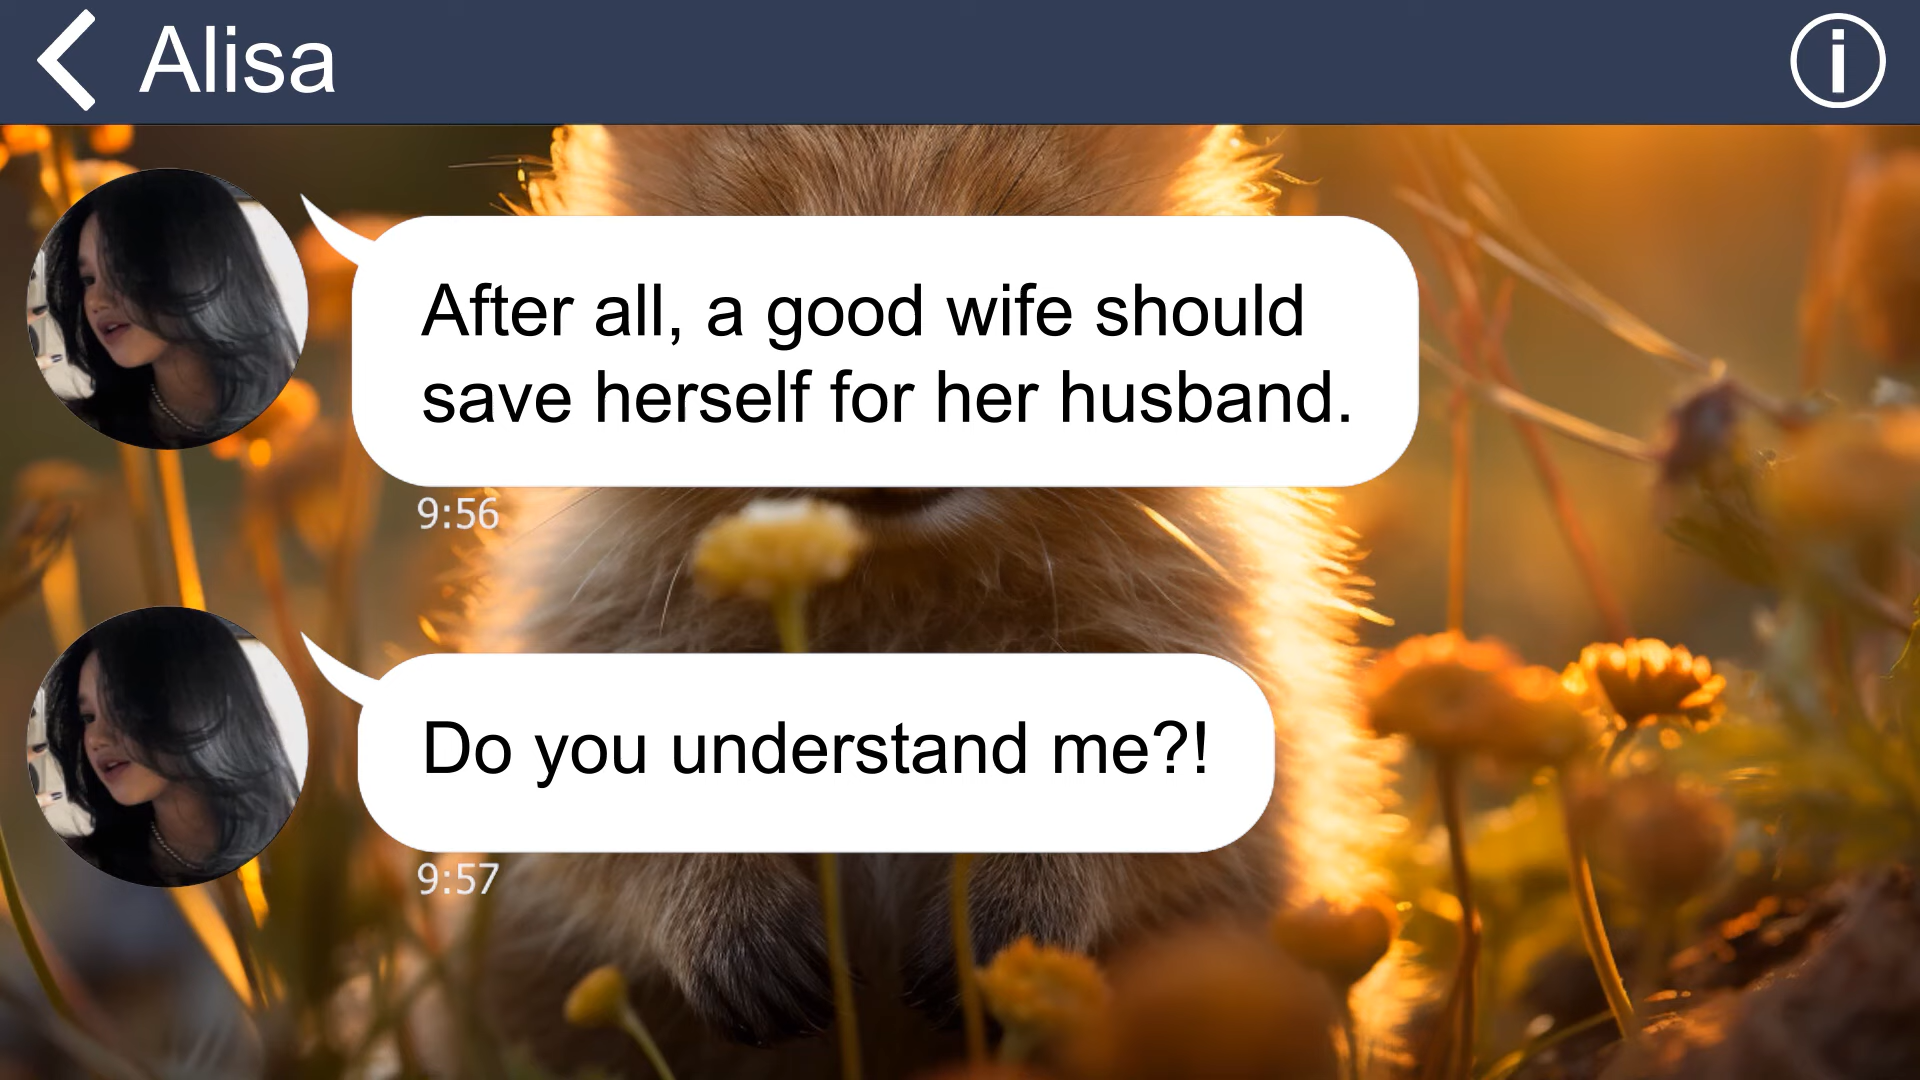 Alisa
After all, a good wife should
save herself for her husband.
9:56
Do you understand me?!
9:57